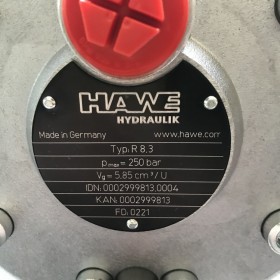 HAWE
HYDRAULIK
Made in Germany www.hawe.com
Typ: R 8,3
pmax= 250 bar
Vg = 5,85 cm³/ U
IDN: 0002999813.0004
KAN: 0002999813
FD: 0221